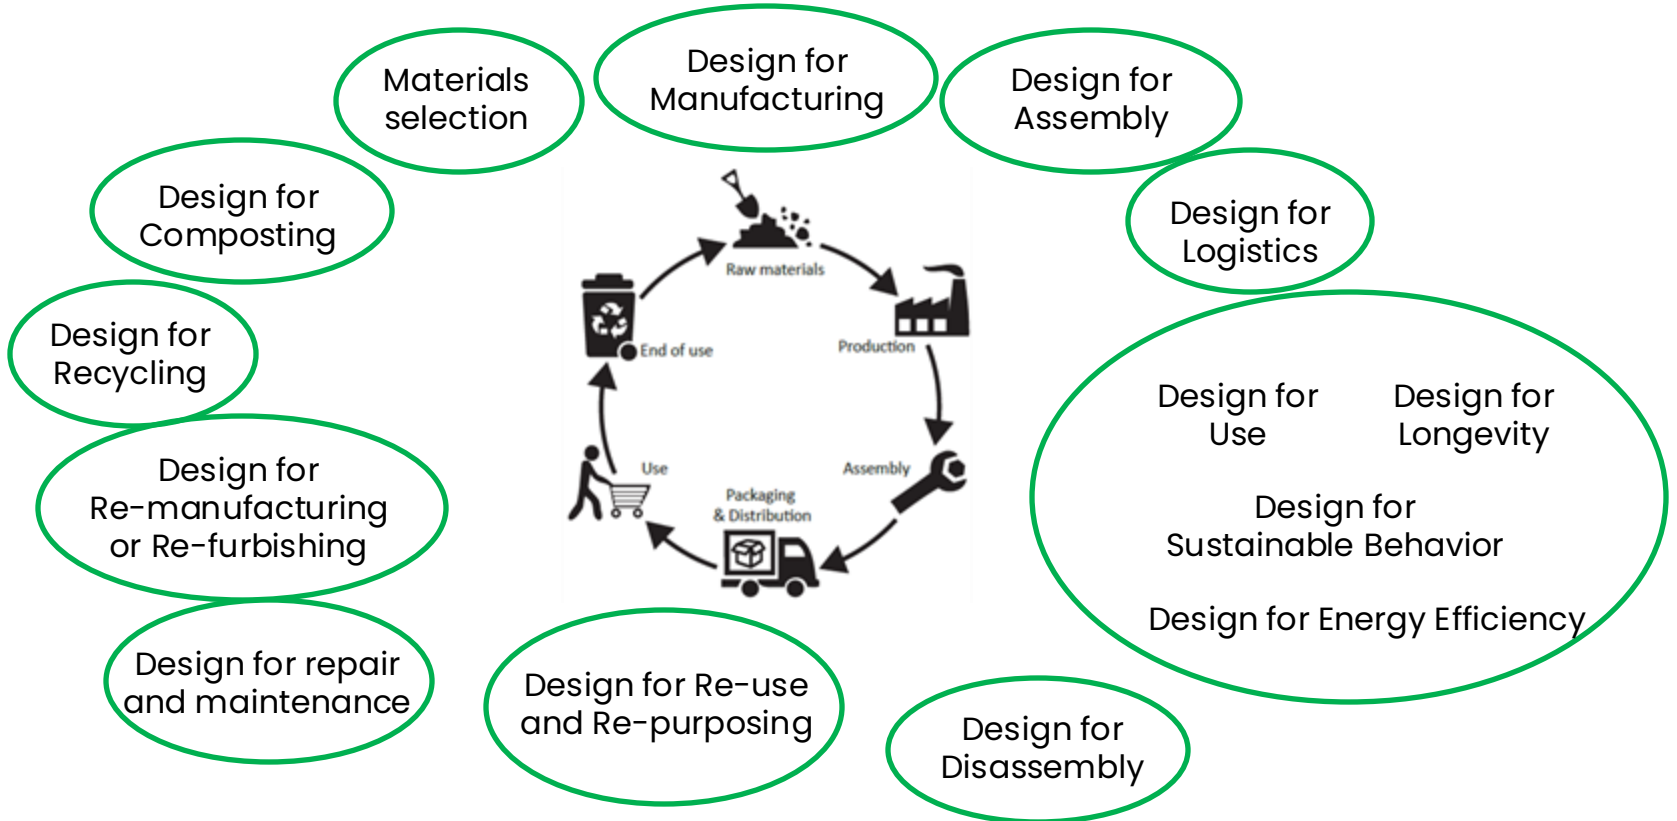 Materials
selection
Design for
Manufacturing
Design for
Assembly
Design for
Logistics
Design for
Use
Design for
Longevity
Design for
Sustainable Behavior
Design for Energy Efficiency
Design for
Disassembly
Design for Re-use
and Re-purposing
Design for repair
and maintenance
Design for
Re-manufacturing
or Re-furbishing
Design for
Recycling
Design for
Composting
Raw materials
Production
Assembly
Packaging
& Distribution
Use
End of use